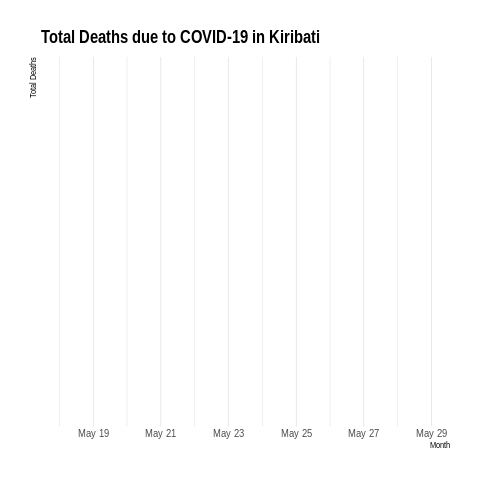 Total Deaths due to COVID-19 in Kiribati
Total Deaths
May 19 May 21 May 23 May 25 May 27 May 29
Month